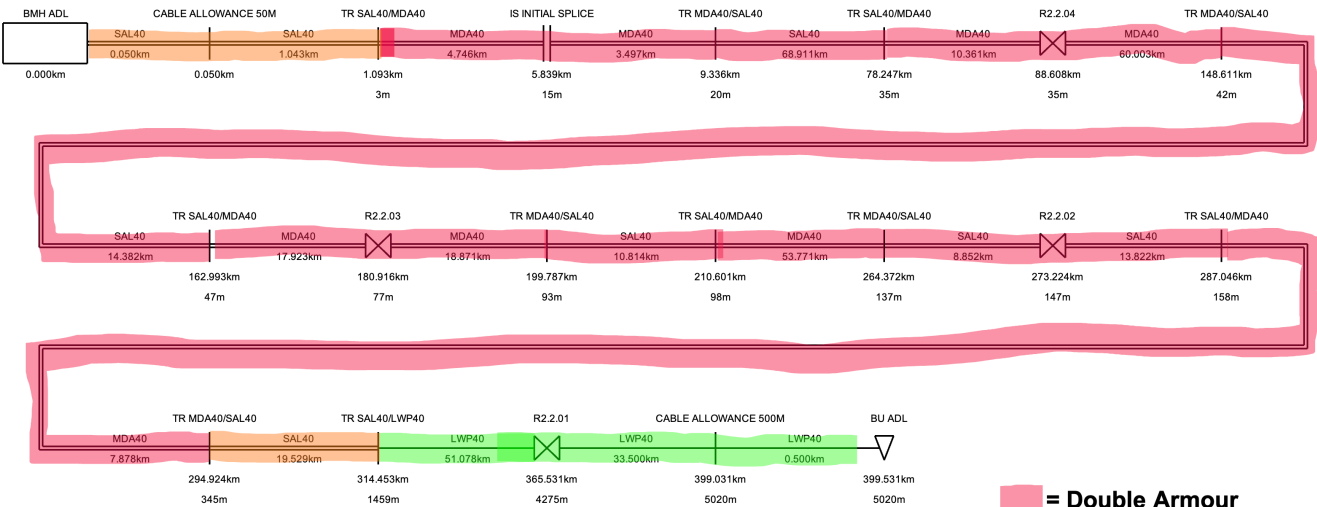 BMH ADL CABLE ALLOWANCE 50M TR SAL40/MDA40 IS INITIAL SPLICE TR MDA40/SAL40 TR SAL40/MDA40 R2.2.04 TR MDA40/SAL40
SAL40 SAL40 MDA40 MDA40 SAL40 MDA40 MDA40
0.050km 1.043km 4.746km 3.497km 68.911km 10.361km 60.003km
0.000km 0.050km 1.093km 5.839km 9.336km 78.247km 88.608km 148.611km
3m 15m 20m 35m 35m 42m
TR SAL40/MDA40 R2.2.03 TR MDA40/SAL40 TR SAL40/MDA40 TR MDA40/SAL40 R2.2.02 TR SAL40/MDA40
SAL40 MDA40 MDA40 SAL40 MDA40 SAL40 SAL40
14.382km 17.923km 18.871km 10.814km 53.771km 8.852km 13.822km
162.993km 180.916km 199.787km 210.601km 264.372km 273.224km 287.046km
47m 77m 93m 98m 137m 147m 158m
TR MDA40/SAL40 TR SAL40/LWP40 R2.2.01 CABLE ALLOWANCE 500M BU ADL
MDA40 SAL40 LWP40 LWP40 LWP40
7.878km 19.529km 51.078km 33.500km 0.500km
294.924km 314.453km 365.531km 399.031km 399.531km
345m 1459m 4275m 5020m 5020m
= Double Armour